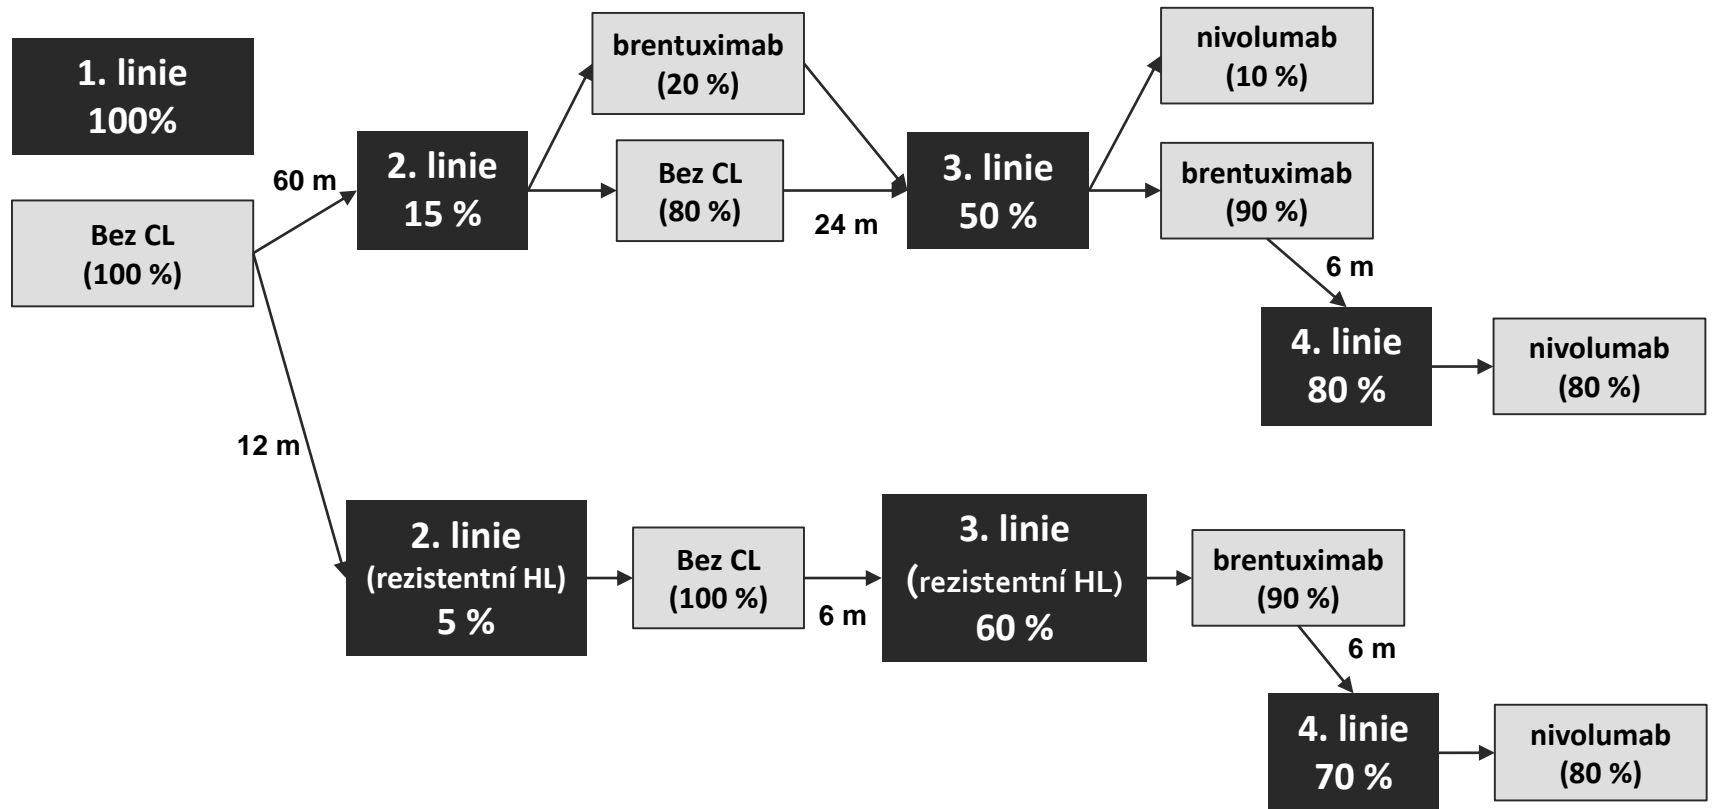 1. linie
100%
Bez CL
(100 %)
60 m
2. linie
15 %
brentuximab
(20 %)
Bez CL
(80 %)
24 m
3. linie
50 %
nivolumab
(10 %)
brentuximab
(90 %)
6 m
4. linie
80 %
nivolumab
(80 %)
12 m
2. linie
(rezistentní HL)
5 %
Bez CL
(100 %)
6 m
3. linie
(rezistentní HL)
60 %
brentuximab
(90 %)
6 m
4. linie
70 %
nivolumab
(80 %)